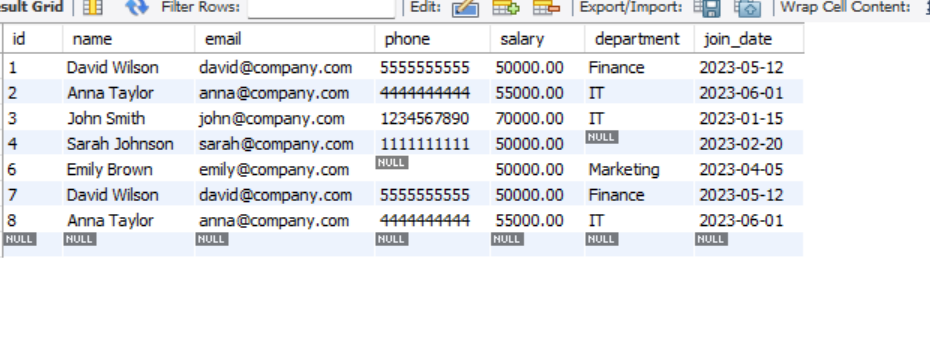 sult Grid Filter Rows: Edit: Export/Import: Wrap Cell Content:
id name email phone salary department join_date
1 David Wilson david@company.com 5555555555 50000.00 Finance 2023-05-12
2 Anna Taylor anna@company.com 4444444444 55000.00 IT 2023-06-01
3 John Smith john@company.com 1234567890 70000.00 IT 2023-01-15
4 Sarah Johnson sarah@company.com 1111111111 50000.00 NULL 2023-02-20
6 Emily Brown emily@company.com NULL 50000.00 Marketing 2023-04-05
7 David Wilson david@company.com 5555555555 50000.00 Finance 2023-05-12
8 Anna Taylor anna@company.com 4444444444 55000.00 IT 2023-06-01
NULL NULL NULL NULL NULL NULL NULL